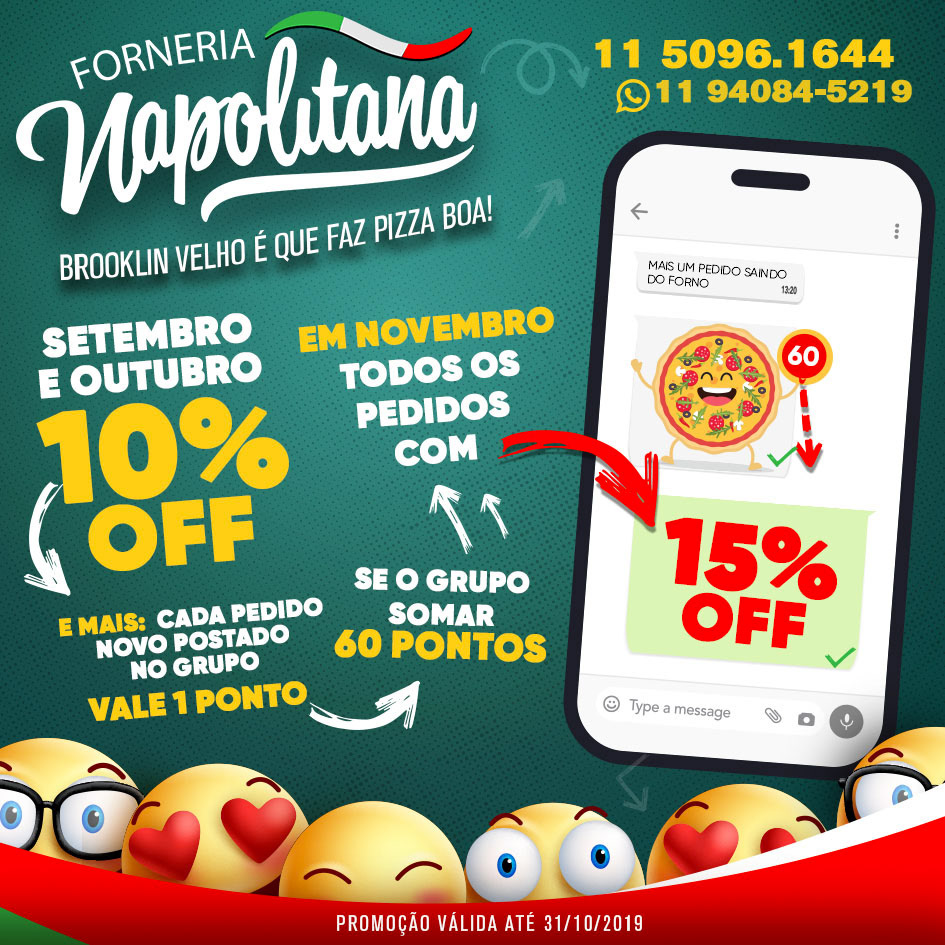 FORNERIA
Napolitana
BROOKLIN VELHO É QUE FAZ PIZZA BOA!
11 5096.1644
11 94084-5219
SETEMBRO
E OUTUBRO
10%
OFF
E MAIS: CADA PEDIDO
NOVO POSTADO
NO GRUPO
VALE 1 PONTO
SE O GRUPO
SOMAR
60 PONTOS
EM NOVEMBRO
TODOS OS
PEDIDOS
COM
MAIS UM PEDIDO SAINDO
DO FORNO
13:20
60
15%
OFF
Type a message
PROMOÇÃO VÁLIDA ATÉ 31/10/2019